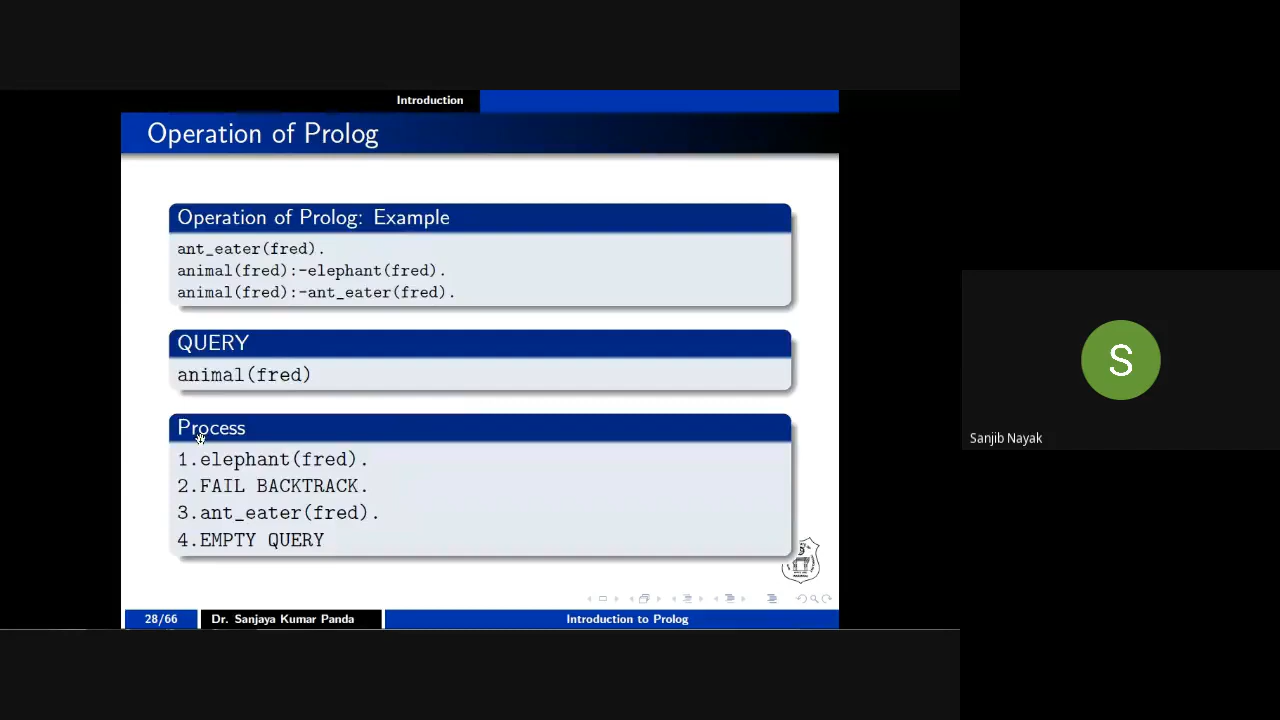 Introduction
Operation of Prolog
Operation of Prolog: Example
ant_eater(fred).
animal(fred):-elephant(fred).
animal(fred):-ant_eater(fred).
QUERY
animal(fred)
Process
1.elephant(fred).
2.FAIL BACKTRACK.
3.ant_eater(fred).
4.EMPTY QUERY
28/66
Dr. Sanjaya Kumar Panda
Introduction to Prolog
S
Sanjib Nayak